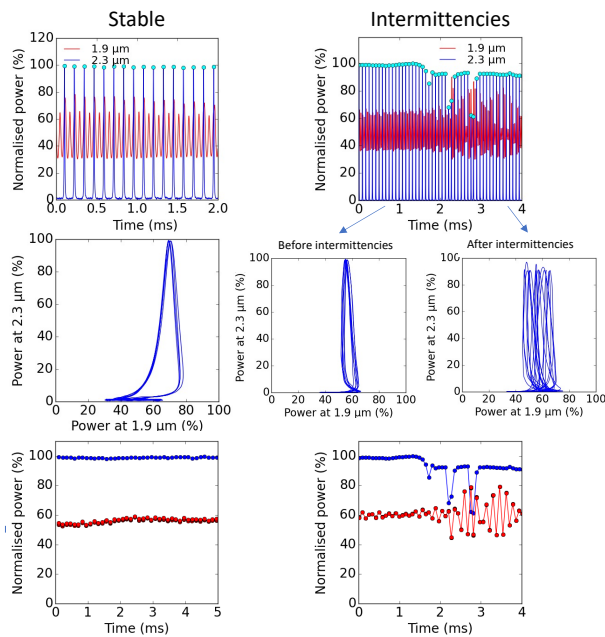 Stable
Intermittencies
Normalised power (%)
120
100
80
60
40
20
0
1.9 µm
2.3 µm
0.0 0.5 1.0 1.5 2.0
Time (ms)
Normalised power (%)
100
80
60
40
20
0
1.9 µm
2.3 µm
0 1 2 3 4
Time (ms)
Power at 2.3 µm (%)
100
80
60
40
20
0
0 20 40 60 80 100
Power at 1.9 µm (%)
Before intermittencies
Power at 2.3 µm (%)
100
80
60
40
20
0
0 20 40 60 80 100
Power at 1.9 µm (%)
After intermittencies
Power at 2.3 µm (%)
100
80
60
40
20
0
0 20 40 60 80 100
Power at 1.9 µm (%)
Normalised power (%)
100
80
60
40
20
0
0 1 2 3 4 5
Time (ms)
Normalised power (%)
100
80
60
40
20
0
0 1 2 3 4
Time (ms)